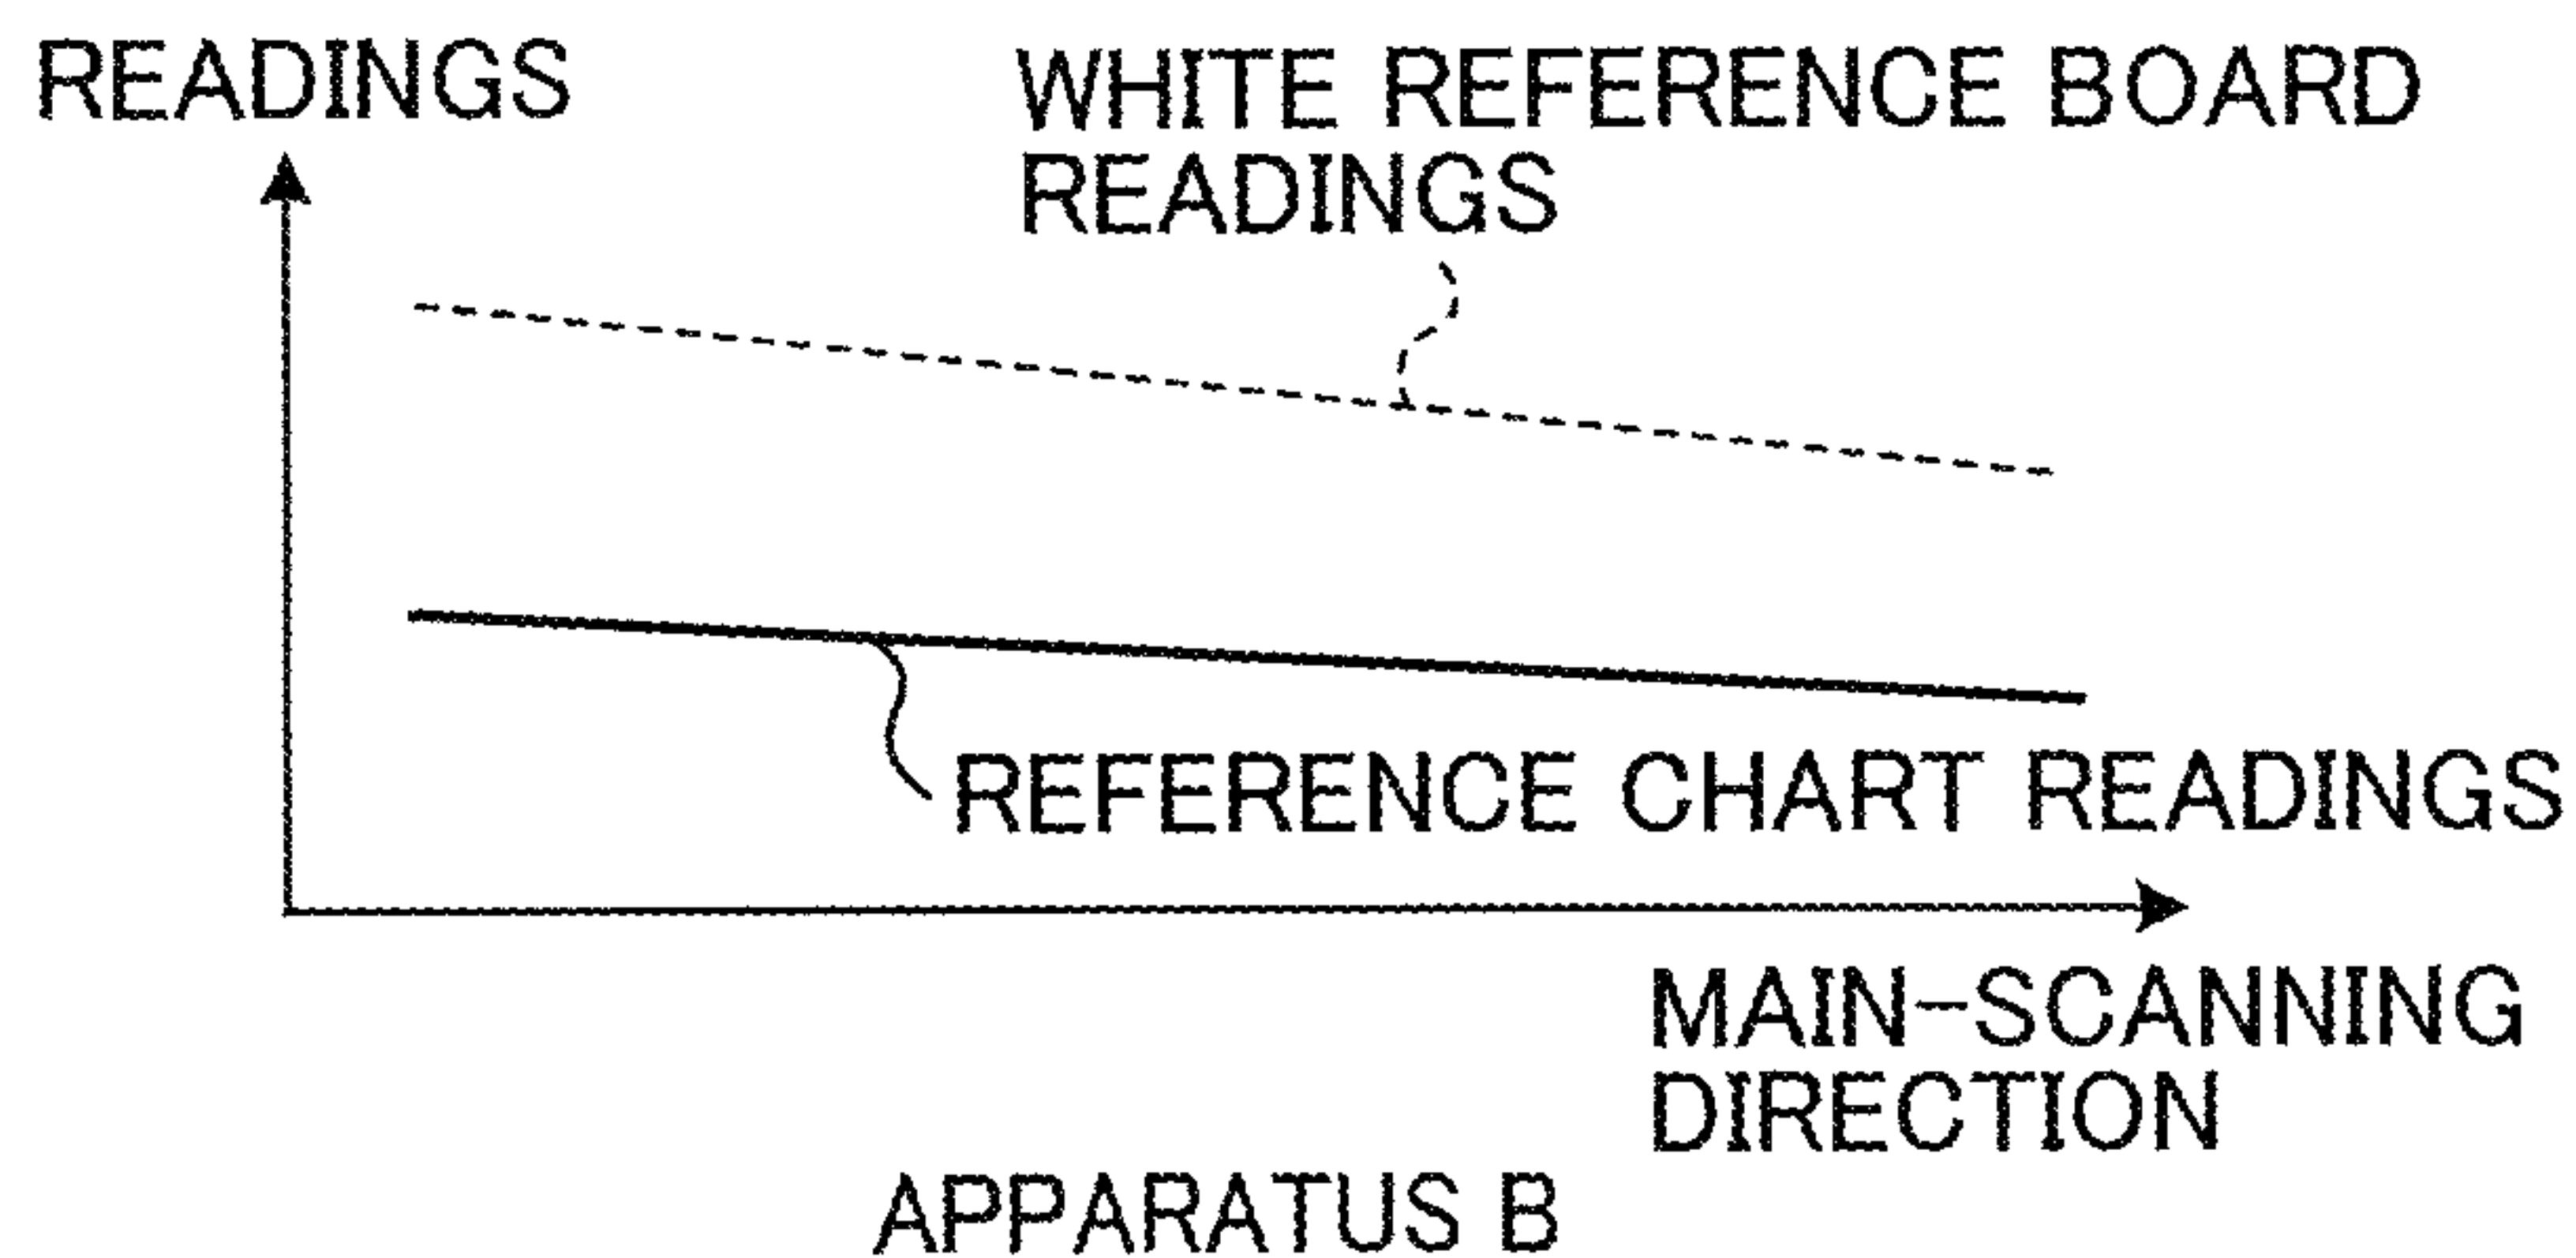 READINGS
WHITE REFERENCE BOARD
READINGS
REFERENCE CHART READINGS
MAIN-SCANNING
DIRECTION
APPARATUS B